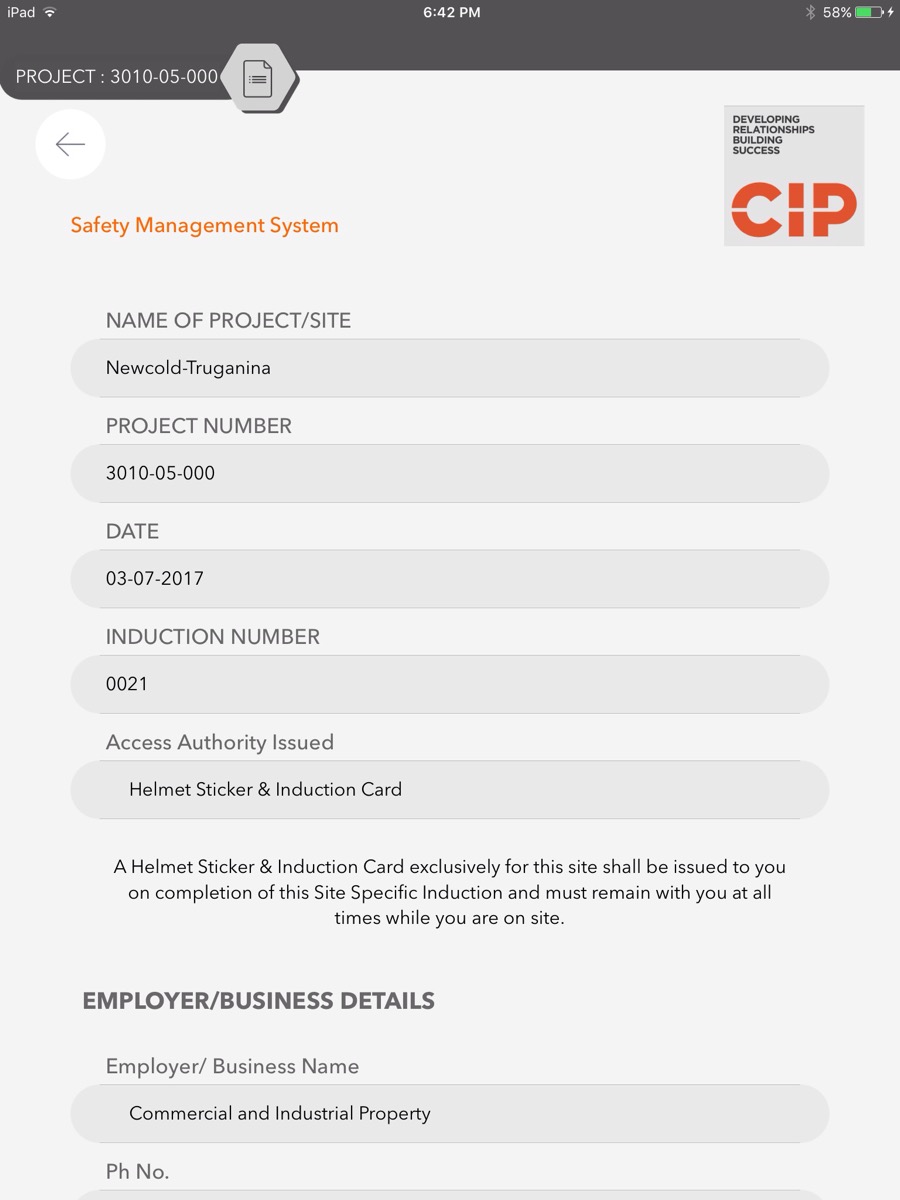 iPad 6:42 PM 58%
PROJECT : 3010-05-000
DEVELOPING
RELATIONSHIPS
BUILDING
SUCCESS
CIP
Safety Management System
NAME OF PROJECT/SITE
Newcold-Truganina
PROJECT NUMBER
3010-05-000
DATE
03-07-2017
INDUCTION NUMBER
0021
Access Authority Issued
Helmet Sticker & Induction Card
A Helmet Sticker & Induction Card exclusively for this site shall be issued to you
on completion of this Site Specific Induction and must remain with you at all
times while you are on site.
EMPLOYER/BUSINESS DETAILS
Employer/ Business Name
Commercial and Industrial Property
Ph No.